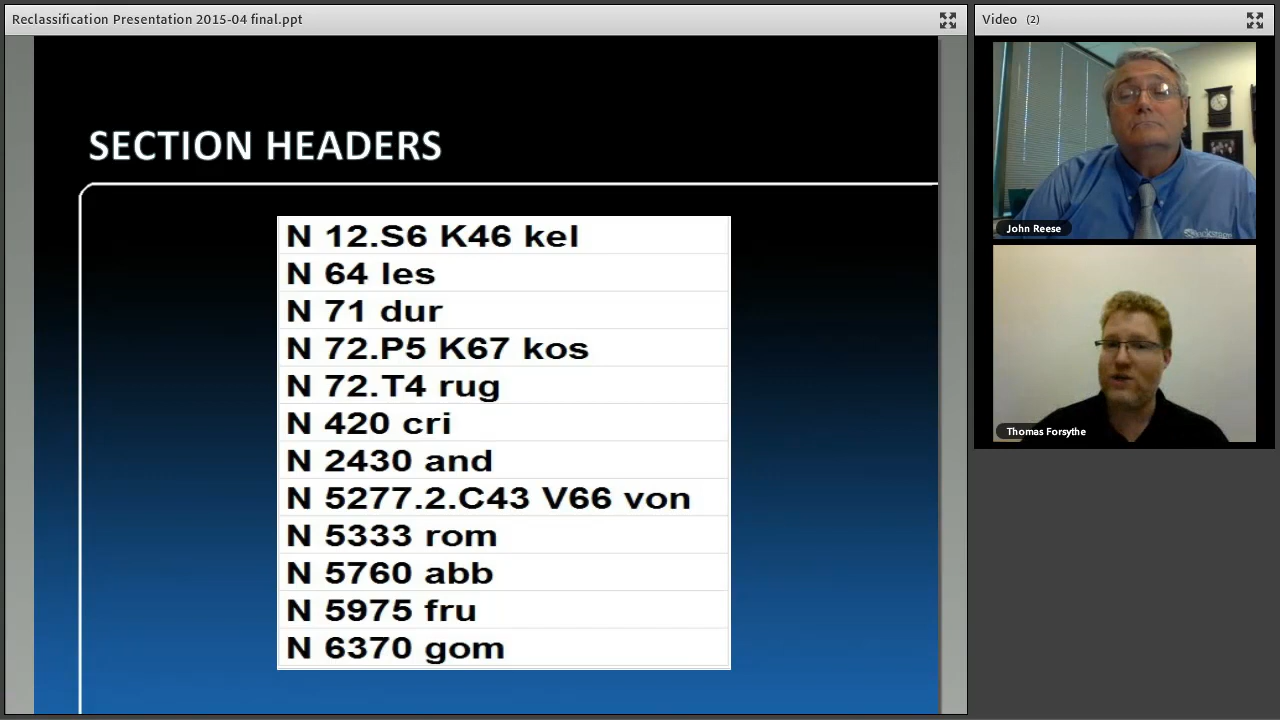 Reclassification Presentation 2015-04 final.ppt
Video (2)
SECTION HEADERS
N 12.S6 K46 kel
N 64 les
N 71 dur
N 72.P5 K67 kos
N 72.T4 rug
N 420 cri
N 2430 and
N 5277.2.C43 V66 von
N 5333 rom
N 5760 abb
N 5975 fru
N 6370 gom
John Reese
Thomas Forsythe